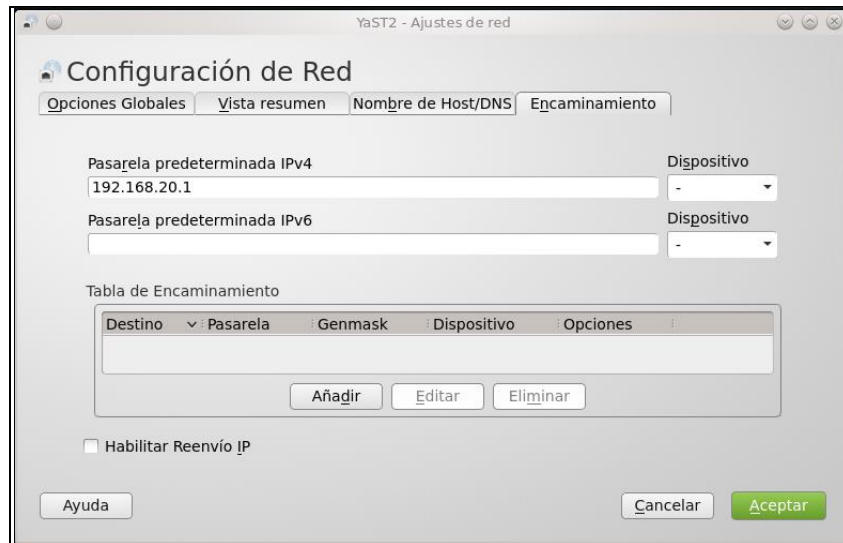 YaST2 - Ajustes de red
Configuración de Red
Opciones Globales Vista resumen Nombre de Host/DNS Encaminamiento
Pasarela predeterminada IPv4 Dispositivo
192.168.20.1 -
Pasarela predeterminada IPv6 Dispositivo
-
Tabla de Encaminamiento
Destino Pasarela Genmask Dispositivo Opciones
Añadir Editar Eliminar
Habilitar Reenvío IP
Ayuda Cancelar Aceptar